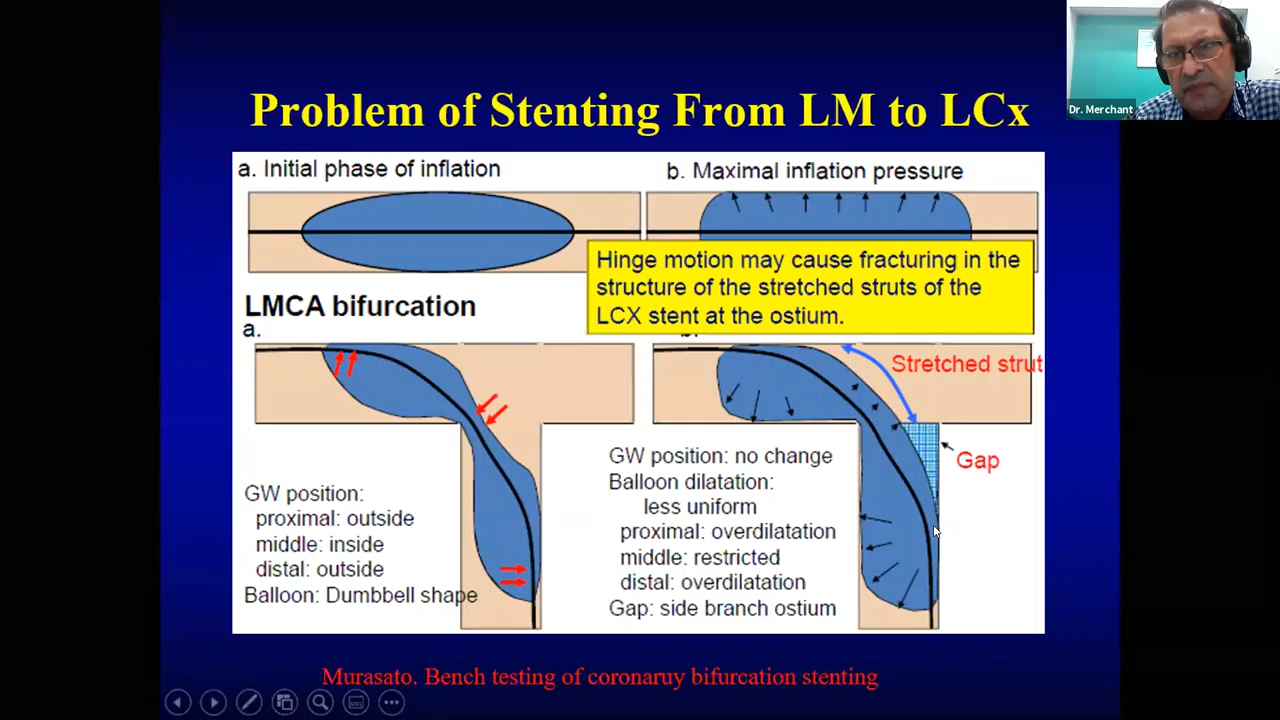 Dr. Merchant
Problem of Stenting From LM to LCx
a. Initial phase of inflation
b. Maximal inflation pressure
Hinge motion may cause fracturing in the
structure of the stretched struts of the
LCX stent at the ostium.
LMCA bifurcation
a.
Stretched strut
Gap
GW position:
proximal: outside
middle: inside
distal: outside
Balloon: Dumbbell shape
GW position: no change
Balloon dilatation:
less uniform
proximal: overdilatation
middle: restricted
distal: overdilatation
Gap: side branch ostium
Murasato. Bench testing of coronaruy bifurcation stenting